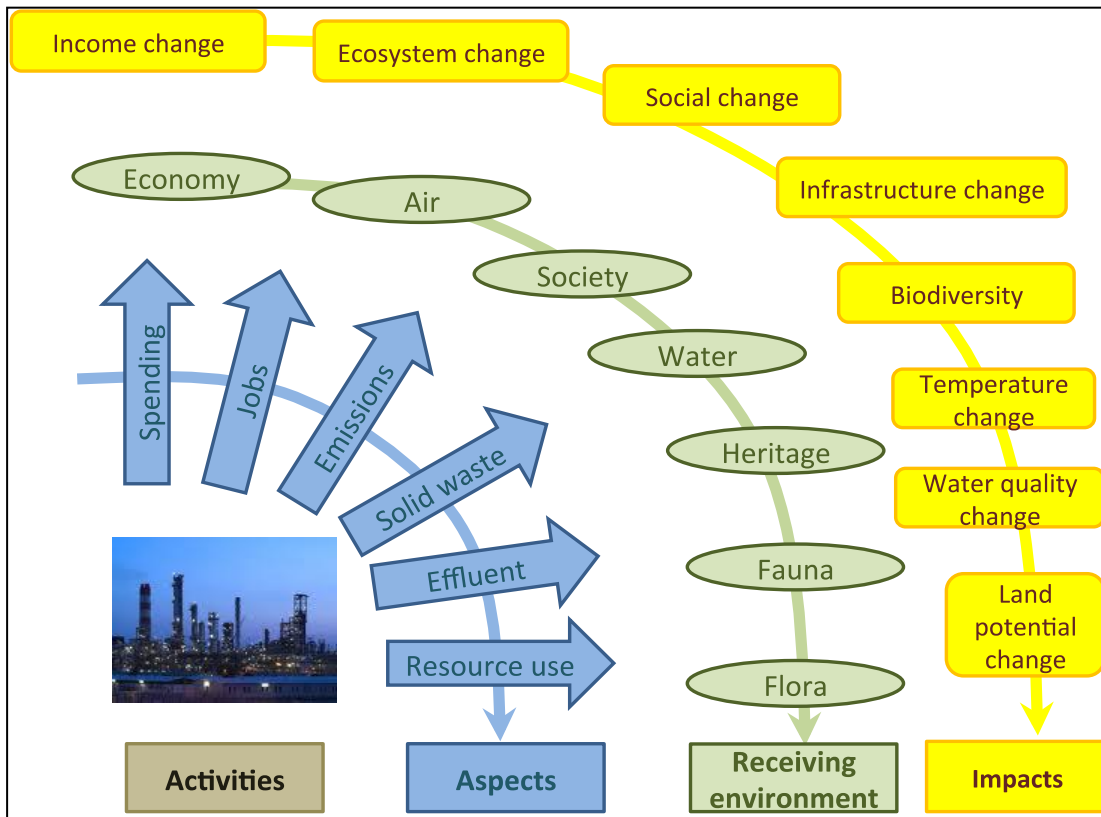 Income change
Ecosystem change
Social change
Infrastructure change
Biodiversity
Temperature
change
Water quality
change
Land
potential
change
Economy
Air
Society
Water
Heritage
Fauna
Flora
Spending
Jobs
Emissions
Solid waste
Effluent
Resource use
Activities
Aspects
Receiving
environment
Impacts